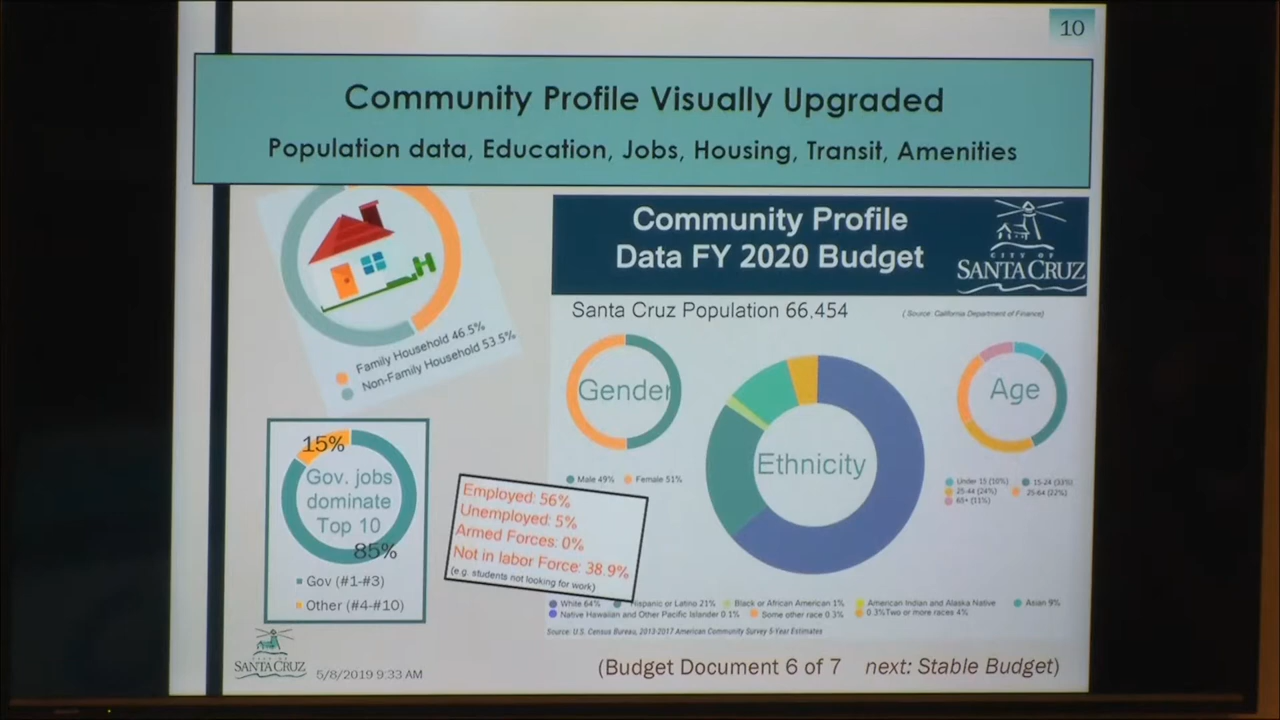 10
Community Profile Visually Upgraded
Population data, Education, Jobs, Housing, Transit, Amenities
Family Household 46.5%
Non-Family Household 53.5%
Community Profile
Data FY 2020 Budget
CITY OF
SANTA CRUZ
Santa Cruz Population 66,454
(Source: California Department of Finance)
Gender
Male 49% Female 51%
Ethnicity
Age
Under 15 (10%) 15-24 (33%)
25-44 (24%) 25-64 (22%)
65+ (11%)
15%
Gov. jobs
dominate
Top 10
85%
Gov (#1-#3)
Other (#4-#10)
Employed: 56%
Unemployed: 5%
Armed Forces: 0%
Not in labor Force: 38.9%
(e.g. students not looking for work)
White 64% Hispanic or Latino 21% Black or African American 1% American Indian and Alaska Native Asian 9%
Native Hawaiian and Other Pacific Islander 0.1% Some other race 0.3% 0.3%Two or more races 4%
Source: U.S. Census Bureau, 2013-2017 American Community Survey 5-Year Estimates
CITY OF
SANTA CRUZ
5/8/2019 9:33 AM
(Budget Document 6 of 7 next: Stable Budget)